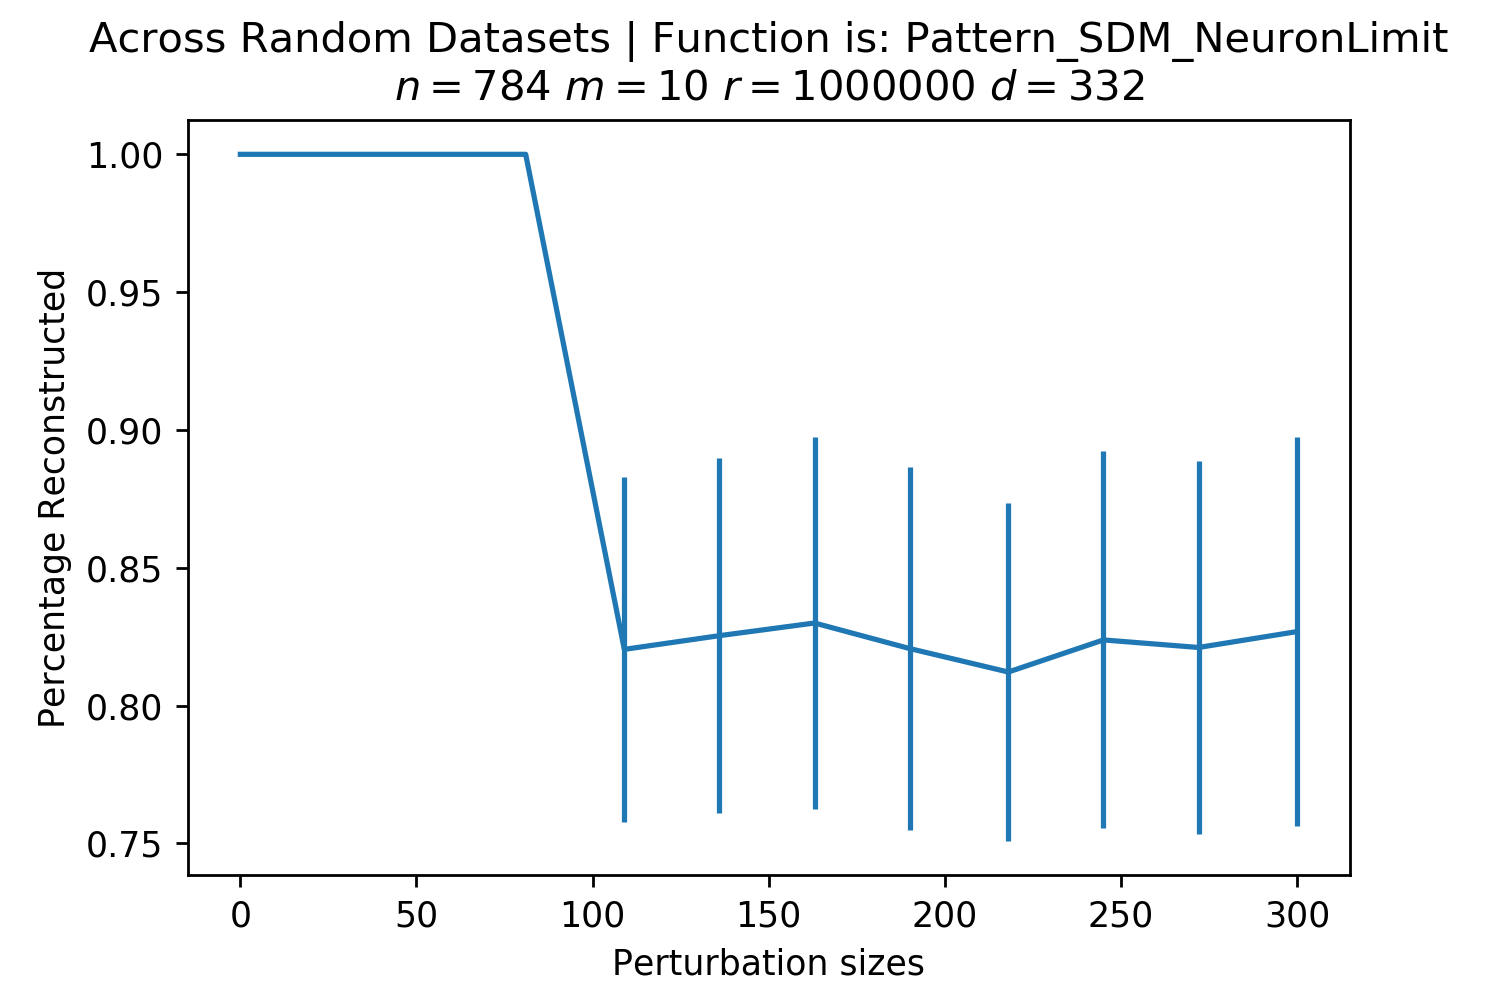 Across Random Datasets | Function is: Pattern_SDM_NeuronLimit
n = 784 m = 10 r = 1000000 d = 332
Percentage Reconstructed
1.00
0.95
0.90
0.85
0.80
0.75
0 50 100 150 200 250 300
Perturbation sizes